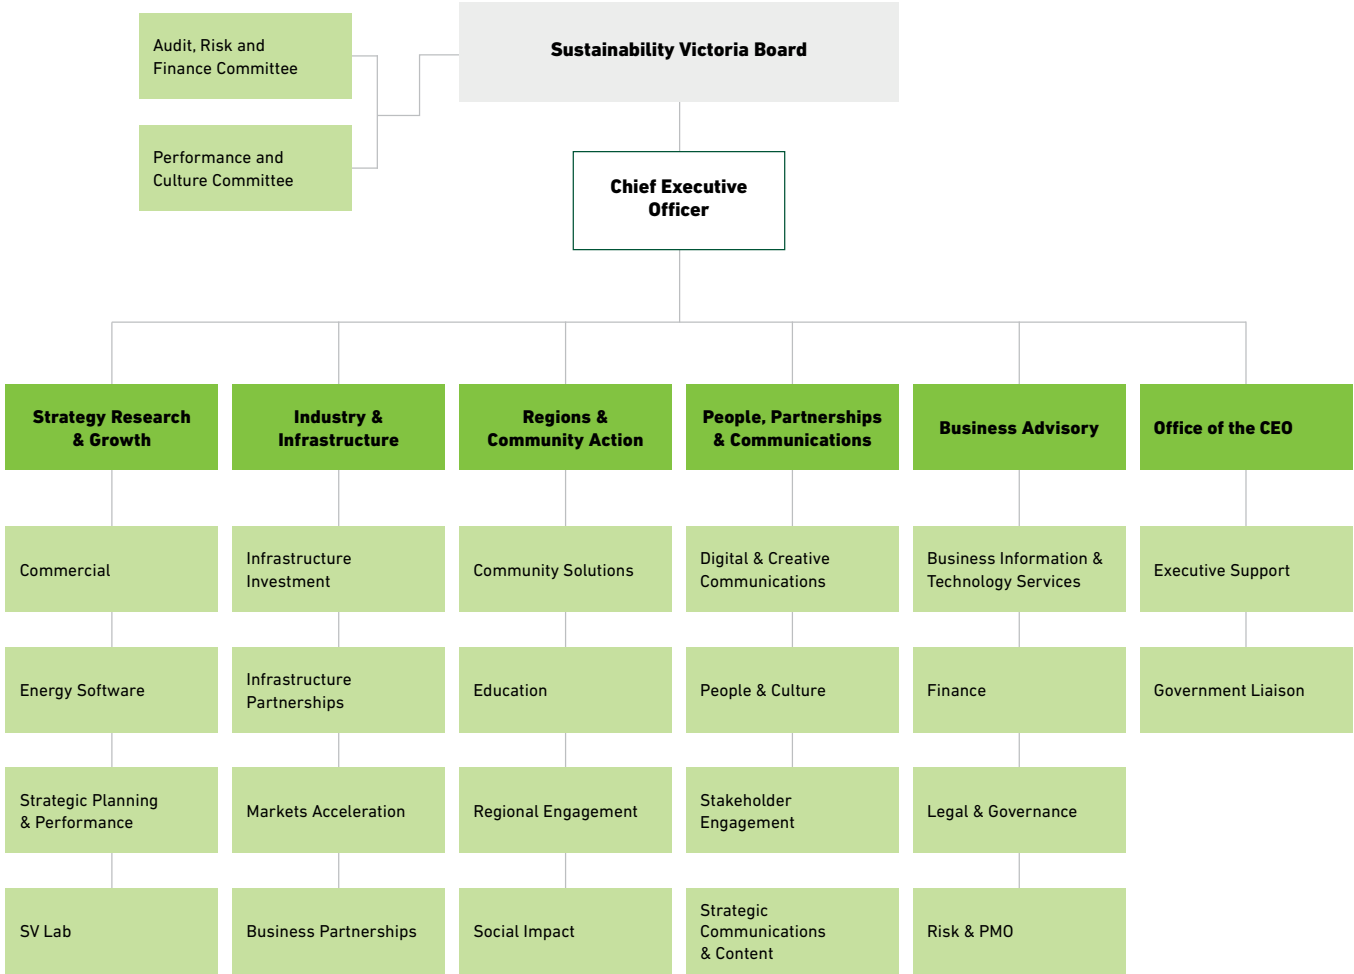 Audit, Risk and
Finance Committee
Sustainability Victoria Board
Performance and
Culture Committee
Chief Executive
Officer
Strategy Research
& Growth
Industry &
Infrastructure
Regions &
Community Action
People, Partnerships
& Communications
Business Advisory
Office of the CEO
Commercial
Infrastructure
Investment
Community Solutions
Digital & Creative
Communications
Business Information &
Technology Services
Executive Support
Energy Software
Infrastructure
Partnerships
Education
People & Culture
Finance
Government Liaison
Strategic Planning
& Performance
Markets Acceleration
Regional Engagement
Stakeholder
Engagement
Legal & Governance
SV Lab
Business Partnerships
Social Impact
Strategic
Communications
& Content
Risk & PMO